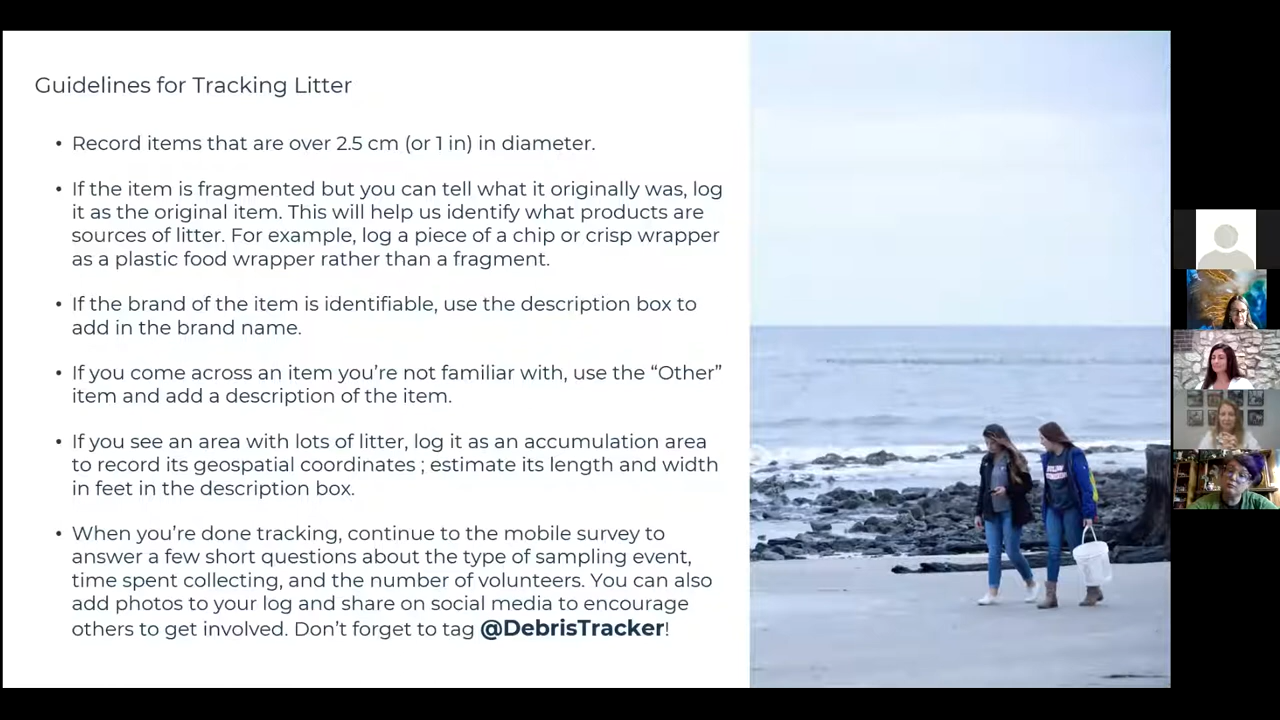 Guidelines for Tracking Litter
• Record items that are over 2.5 cm (or 1 in) in diameter.
• If the item is fragmented but you can tell what it originally was, log
it as the original item. This will help us identify what products are
sources of litter. For example, log a piece of a chip or crisp wrapper
as a plastic food wrapper rather than a fragment.
• If the brand of the item is identifiable, use the description box to
add in the brand name.
• If you come across an item you’re not familiar with, use the “Other”
item and add a description of the item.
• If you see an area with lots of litter, log it as an accumulation area
to record its geospatial coordinates ; estimate its length and width
in feet in the description box.
• When you’re done tracking, continue to the mobile survey to
answer a few short questions about the type of sampling event,
time spent collecting, and the number of volunteers. You can also
add photos to your log and share on social media to encourage
others to get involved. Don’t forget to tag @DebrisTracker!